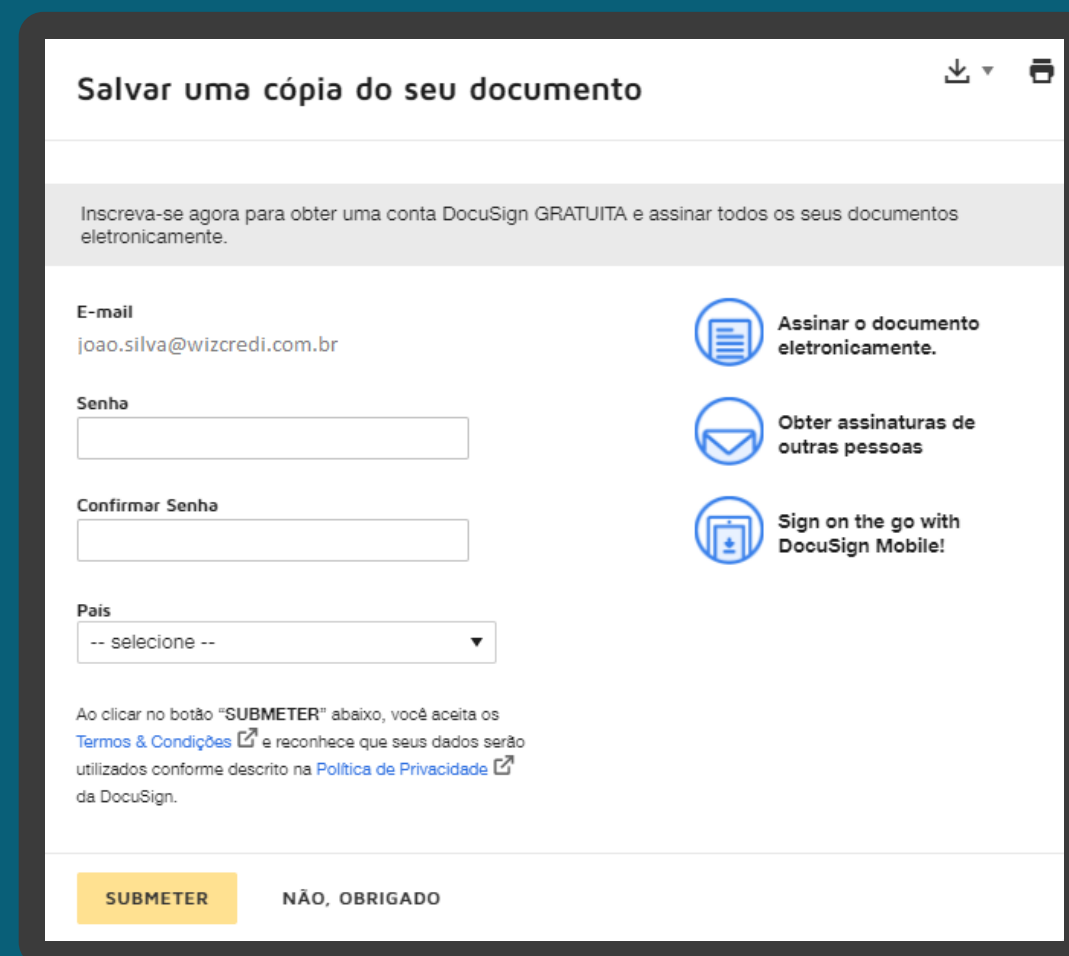 Salvar uma cópia do seu documento
Inscreva-se agora para obter uma conta DocuSign GRATUITA e assinar todos os seus documentos
eletronicamente.
E-mail
joao.silva@wizcredi.com.br
Senha
Confirmar Senha
País
-- selecione --
Ao clicar no botão “SUBMETER” abaixo, você aceita os
Termos & Condições e reconhece que seus dados serão
utilizados conforme descrito na Política de Privacidade
da DocuSign.
Assinar o documento
eletronicamente.
Obter assinaturas de
outras pessoas
Sign on the go with
DocuSign Mobile!
SUBMETER
NÃO, OBRIGADO